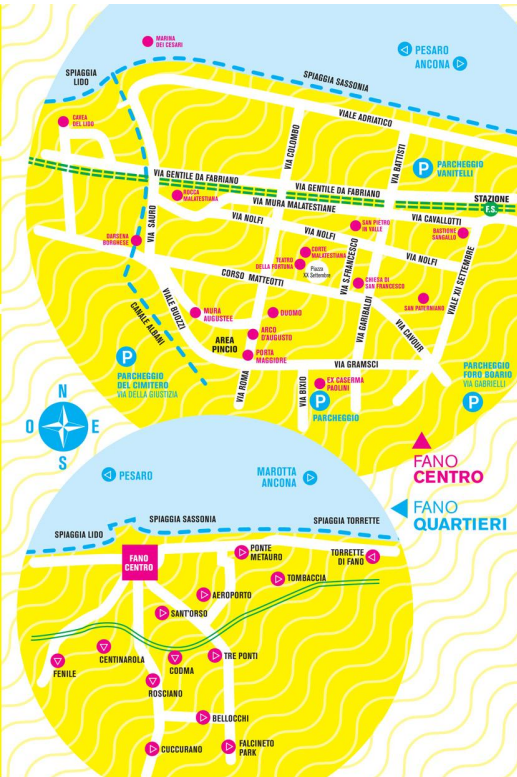 MARINA
DEI CESARI
PESARO
ANCONA
SPIAGGIA
LIDO
SPIAGGIA SASSONIA
CAVEA
DEL LIDO
VIALE ADRIATICO
VIA COLOMBO
VIA BATTISTI
P
PARCHEGGIO
VANITELLI
VIA GENTILE DA FABRIANO
VIA GENTILE DA FABRIANO
ROCCA
MALATESTIANA
VIA MURA MALATESTIANE
STAZIONE
F.S.
VIA CAVALLOTTI
VIA SAURO
VIA NOLFI
VIA NOLFI
SAN PIETRO
IN VALLE
BASTIONE
SANGALLO
DARSENA
BORGHESE
CORTE
MALATESTIANA
TEATRO
DELLA FORTUNA
Piazza
XX Settembre
VIA S.FRANCESCO
VIA NOLFI
CORSO MATTEOTTI
CHIESA DI
SAN FRANCESCO
VIALE XII SETTEMBRE
SAN PATERNIANO
CANALE ALBANI
VIALE BUOZZI
MURA
AUGUSTEE
DUOMO
VIA GARIBALDI
VIA CAVOUR
ARCO
D'AUGUSTO
AREA
PINCIO
PORTA
MAGGIORE
P
PARCHEGGIO
DEL CIMITERO
VIA DELLA GIUSTIZIA
VIA ROMA
VIA GRAMSCI
VIA BIXIO
EX CASERMA
PAOLINI
P
PARCHEGGIO
PARCHEGGIO
FORO BOARIO
VIA GABRIELLI
P
N
O
E
S
FANO
CENTRO
FANO
QUARTIERI
PESARO
MAROTTA
ANCONA
SPIAGGIA LIDO
SPIAGGIA SASSONIA
SPIAGGIA TORRETTE
FANO
CENTRO
PONTE
METAURO
TORRETTE
DI FANO
TOMBACCIA
AEROPORTO
SANT'ORSO
CENTINAROLA
FENILE
CODMA
TRE PONTI
ROSCIANO
BELLOCCHI
CUCCURANO
FALCINETO
PARK